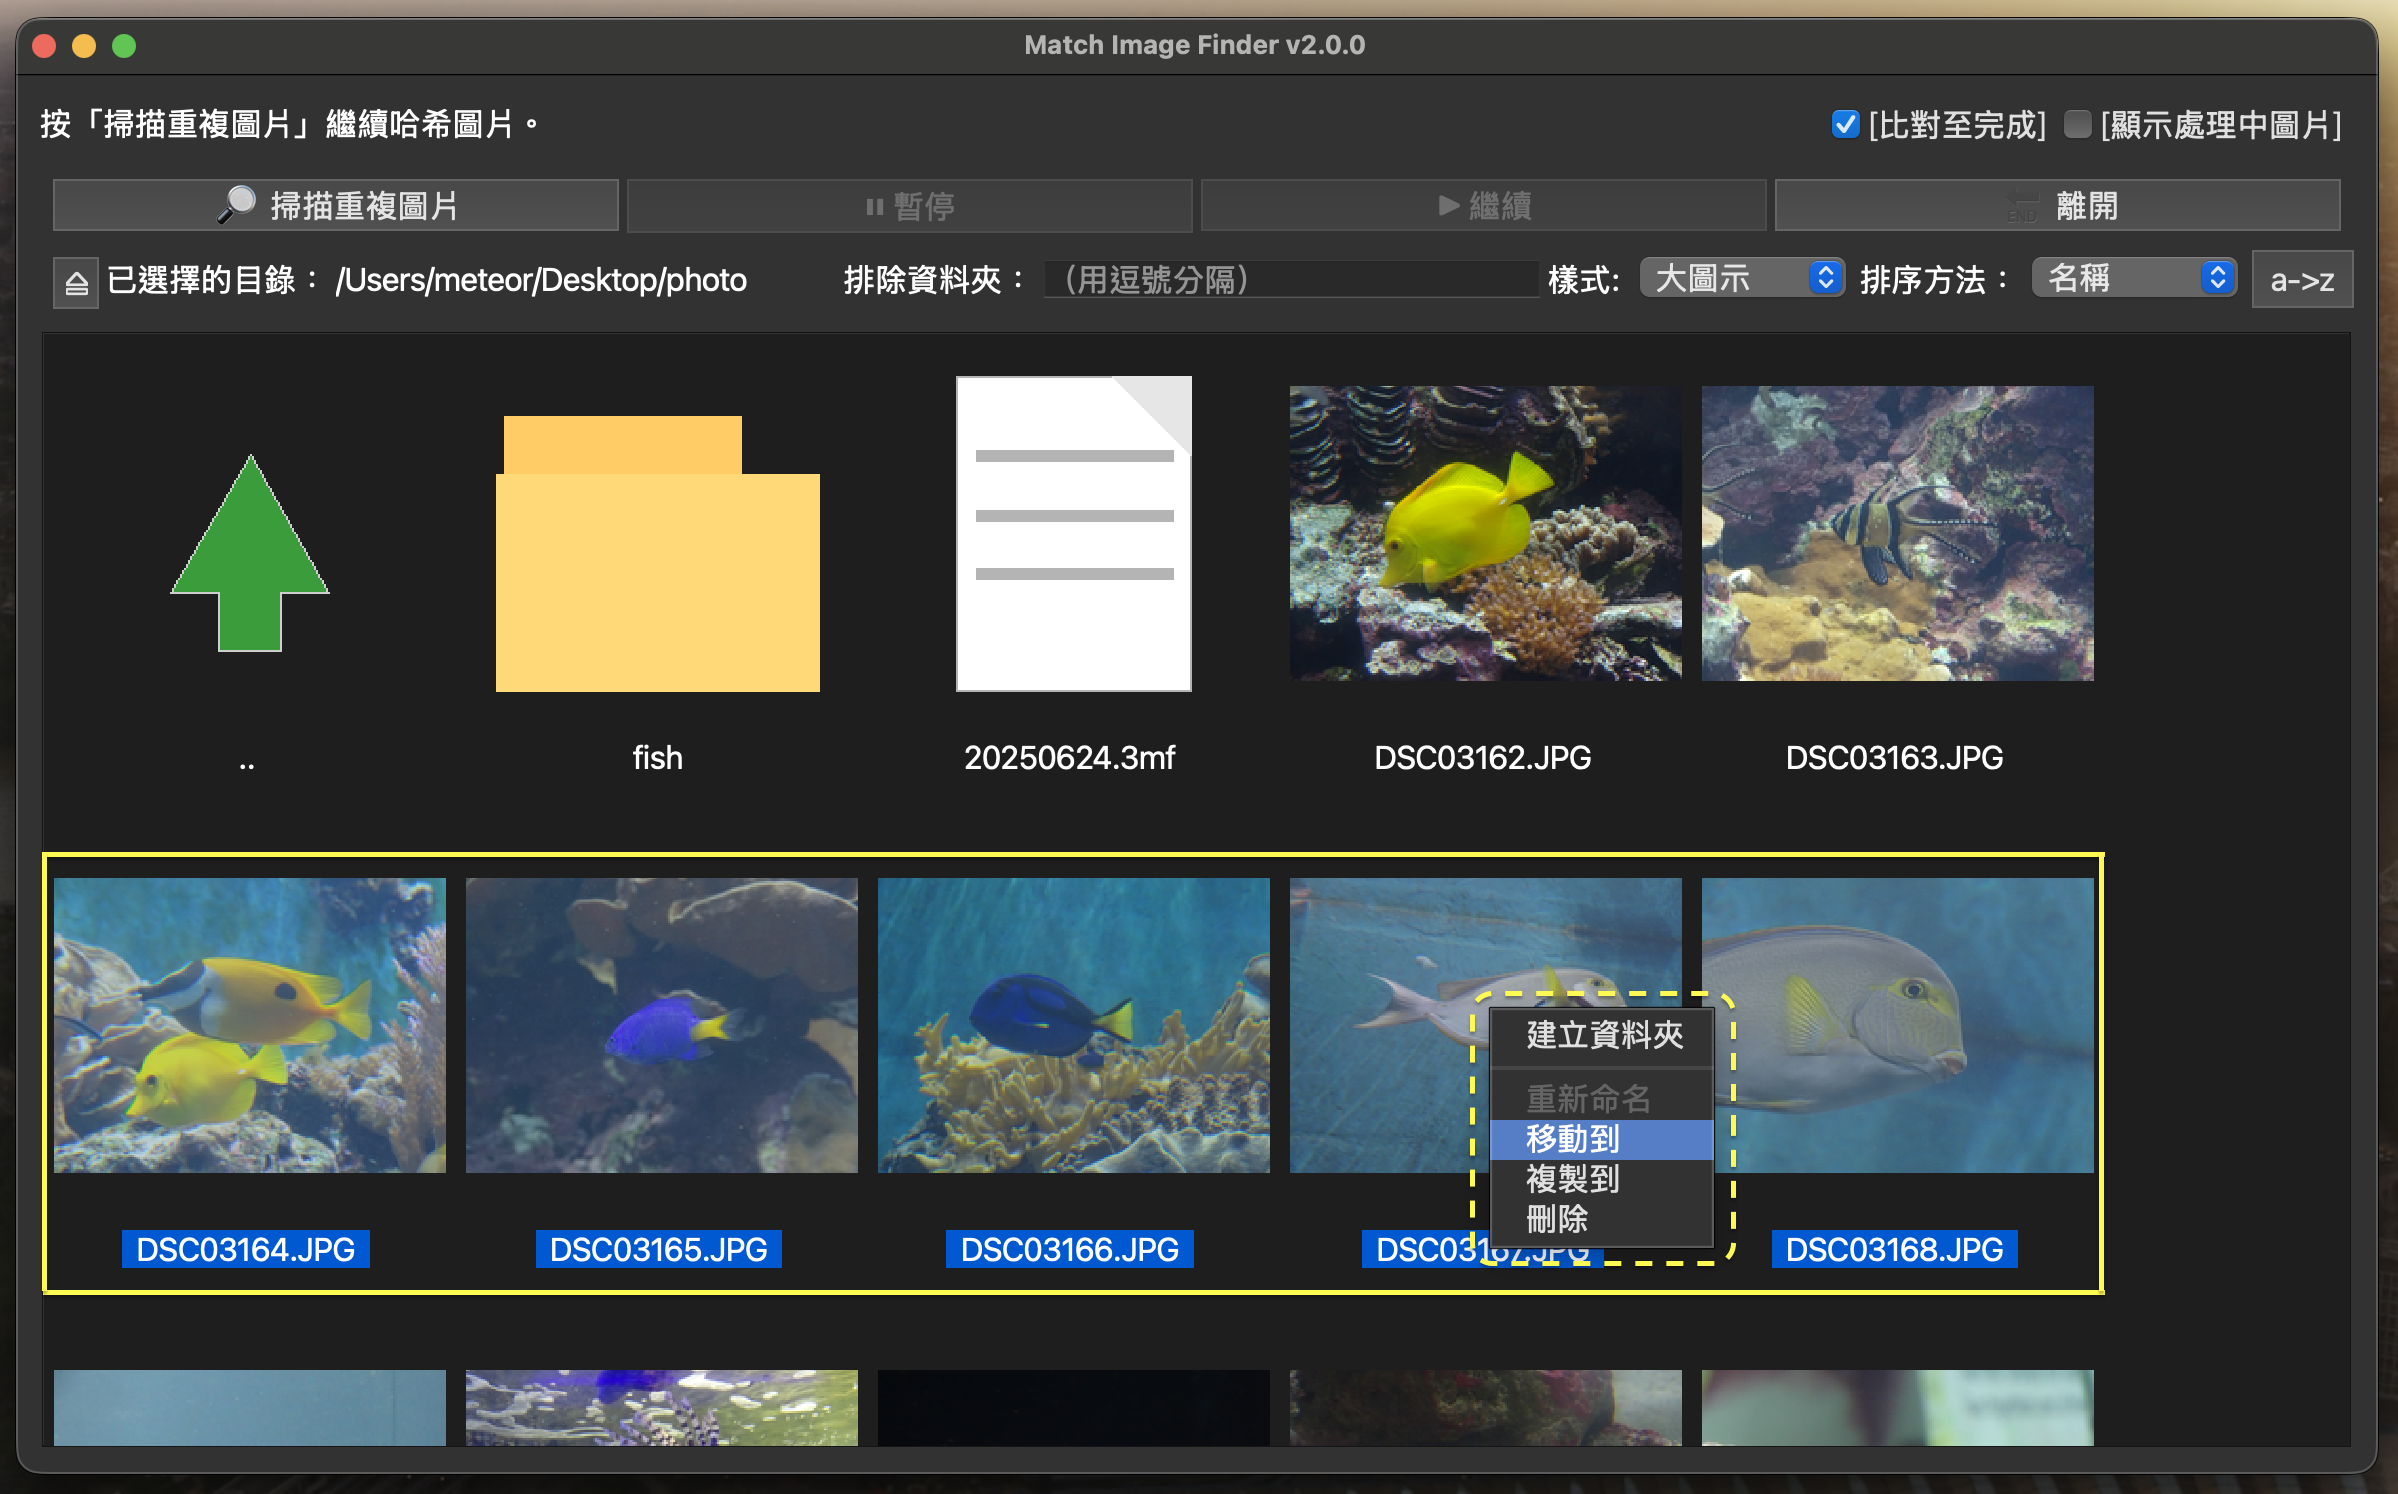 Match Image Finder v2.0.0
按「掃描重複圖片」繼續哈希圖片。
[比對至完成] [顯示處理中圖片]
掃描重複圖片 暫停 繼續 END 離開
已選擇的目錄： /Users/meteor/Desktop/photo 排除資料夾： （用逗號分隔） 樣式: 大圖示 排序方法： 名稱 a->z
.. fish 20250624.3mf DSC03162.JPG DSC03163.JPG
建立資料夾
重新命名
移動到
複製到
刪除
DSC03164.JPG DSC03165.JPG DSC03166.JPG DSC03167.JPG DSC03168.JPG